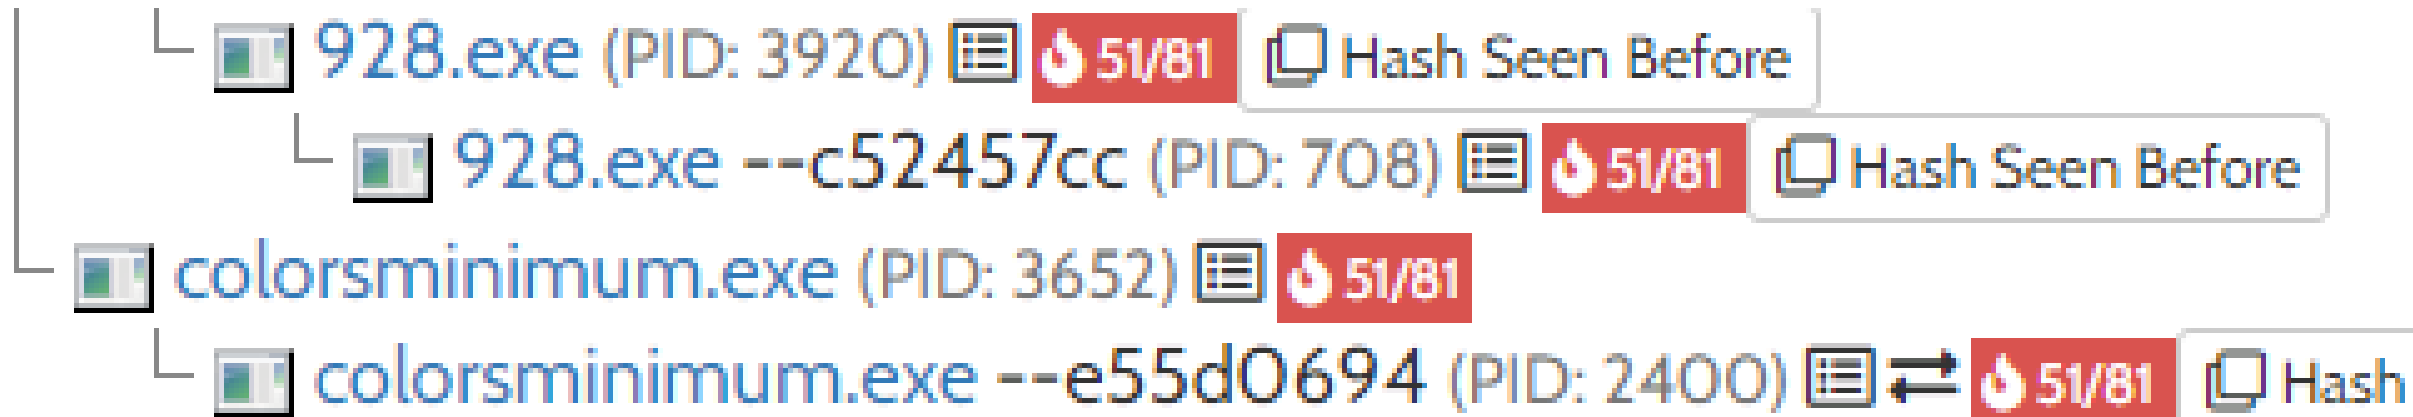 928.exe (PID: 3920) 51/81 Hash Seen Before
928.exe --c52457cc (PID: 708) 51/81 Hash Seen Before
colorsminimum.exe (PID: 3652) 51/81
colorsminimum.exe --e55d0694 (PID: 2400) 51/81 Hash